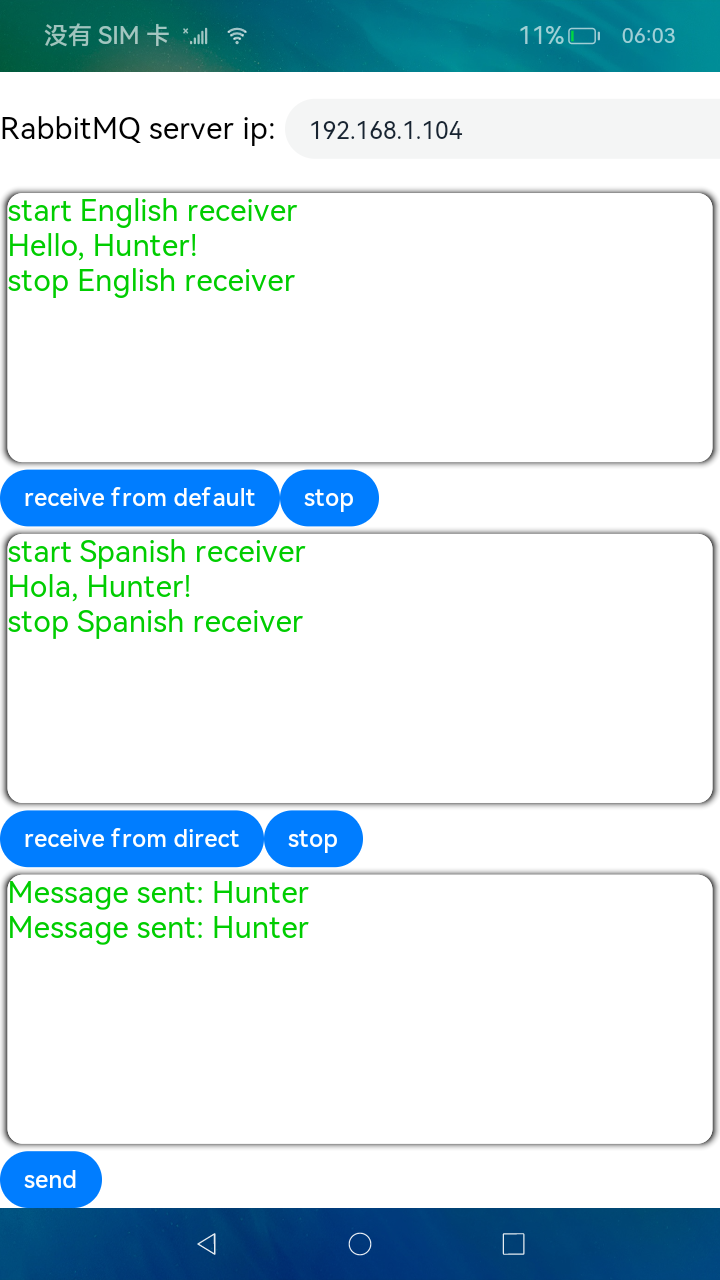 没有 SIM 卡 11% 06:03
RabbitMQ server ip: 192.168.1.104
start English receiver
Hello, Hunter!
stop English receiver
receive from default stop
start Spanish receiver
Hola, Hunter!
stop Spanish receiver
receive from direct stop
Message sent: Hunter
Message sent: Hunter
send